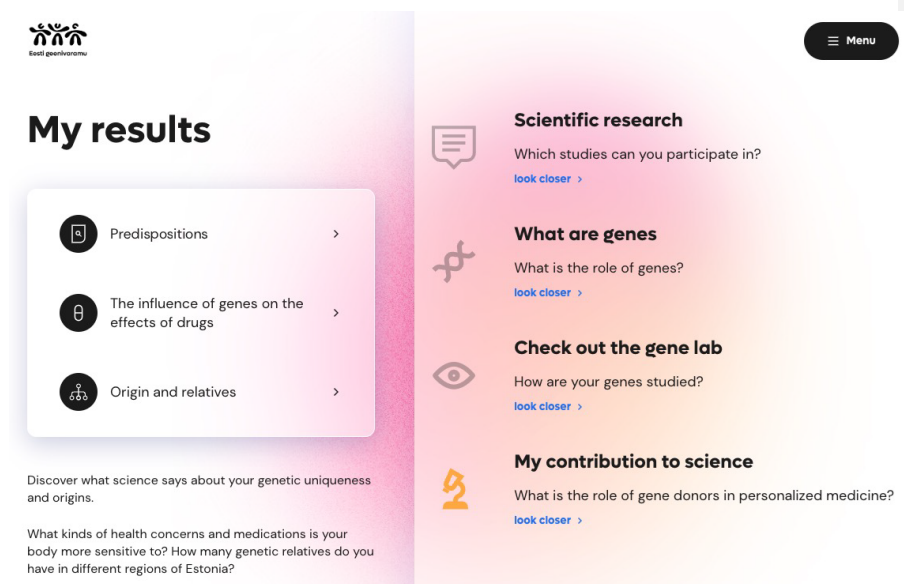 Eesti geenivaramu
Menu
My results
Predispositions
The influence of genes on the
effects of drugs
Origin and relatives
Discover what science says about your genetic uniqueness
and origins.
What kinds of health concerns and medications is your
body more sensitive to? How many genetic relatives do you
have in different regions of Estonia?
Scientific research
Which studies can you participate in?
look closer
What are genes
What is the role of genes?
look closer
Check out the gene lab
How are your genes studied?
look closer
My contribution to science
What is the role of gene donors in personalized medicine?
look closer